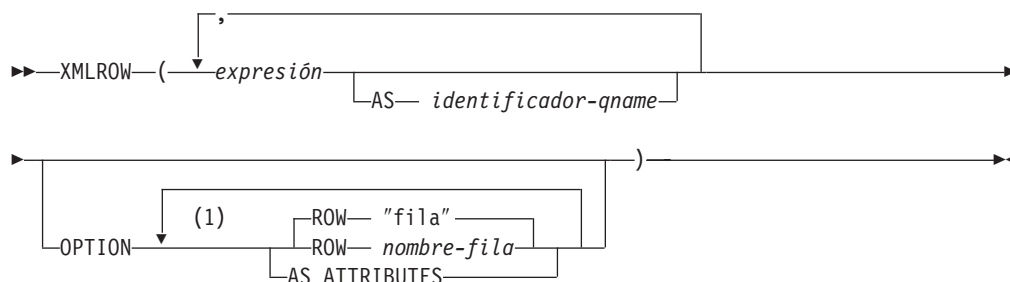 ,
XMLROW ( expresión
AS identificador-qname
)
(1) ROW "fila"
OPTION ROW nombre-fila
AS ATTRIBUTES